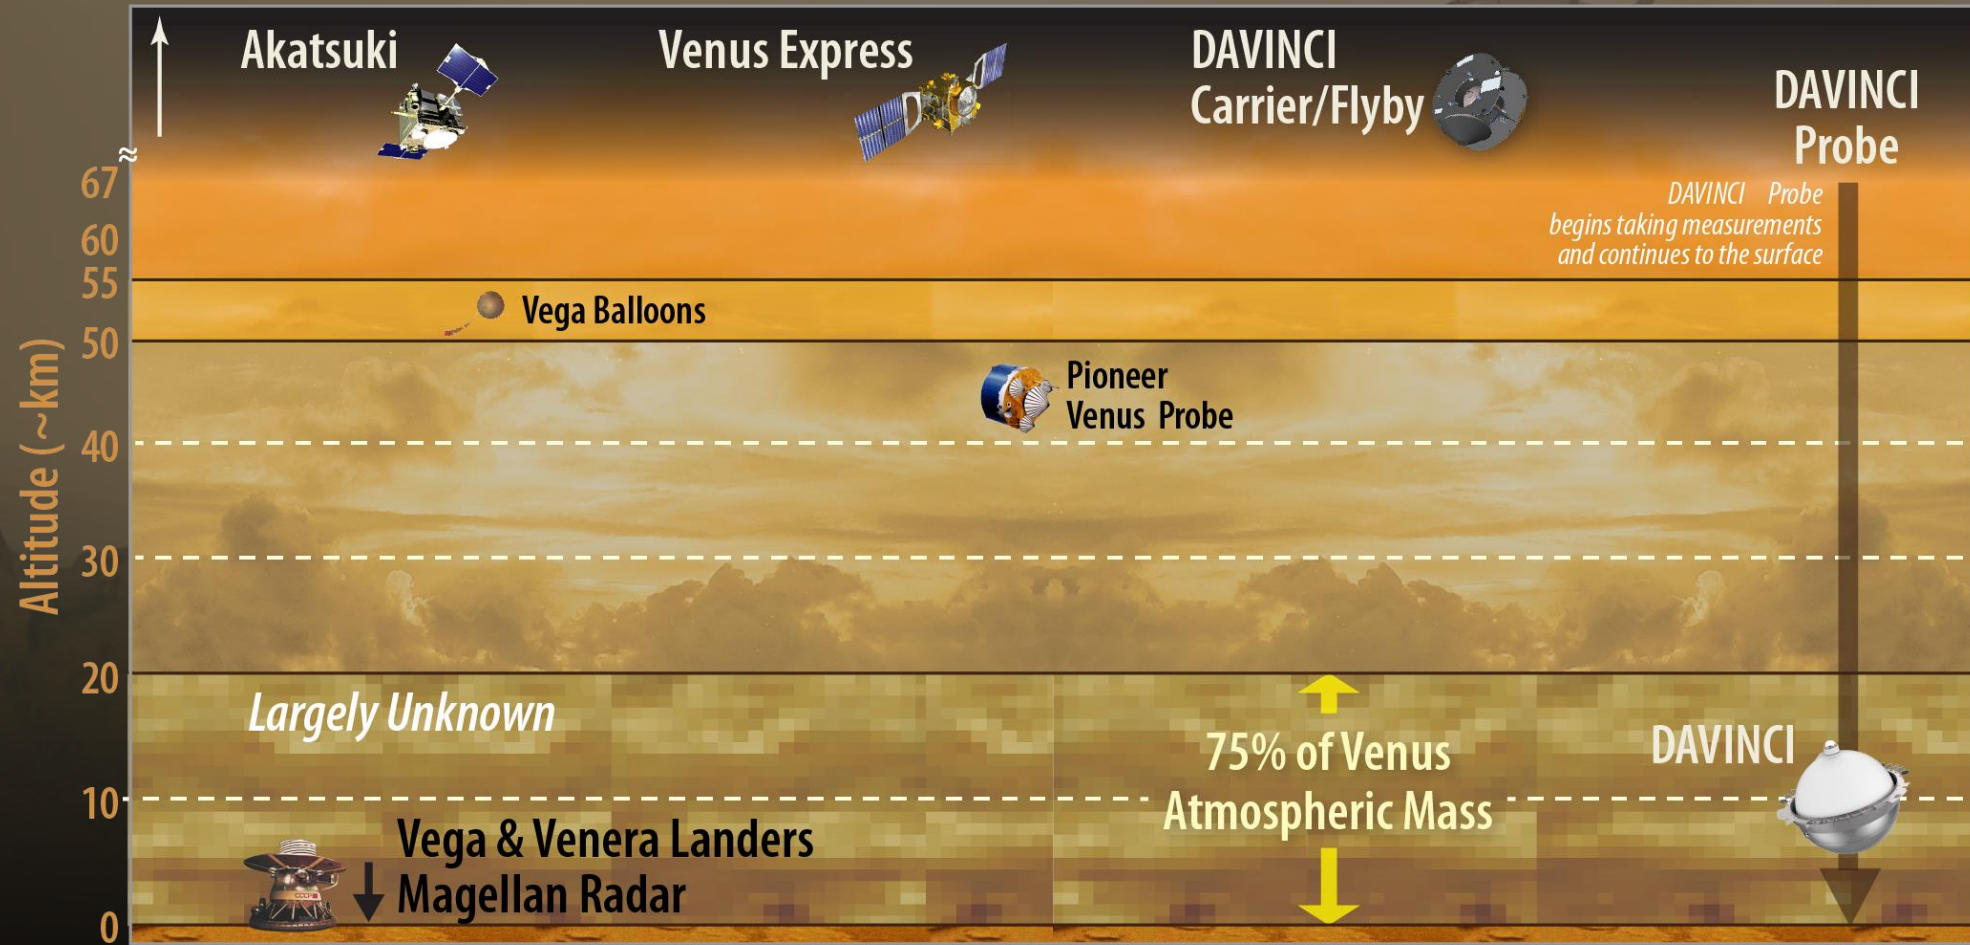 Akatsuki
Venus Express
DAVINCI
Carrier/Flyby
DAVINCI
Probe
≈
67
60
55
50
40
30
20
10
0
Altitude (~km)
DAVINCI Probe
begins taking measurements
and continues to the surface
Vega Balloons
Pioneer
Venus Probe
Largely Unknown
75% of Venus
Atmospheric Mass
DAVINCI
Vega & Venera Landers
Magellan Radar
CCCP